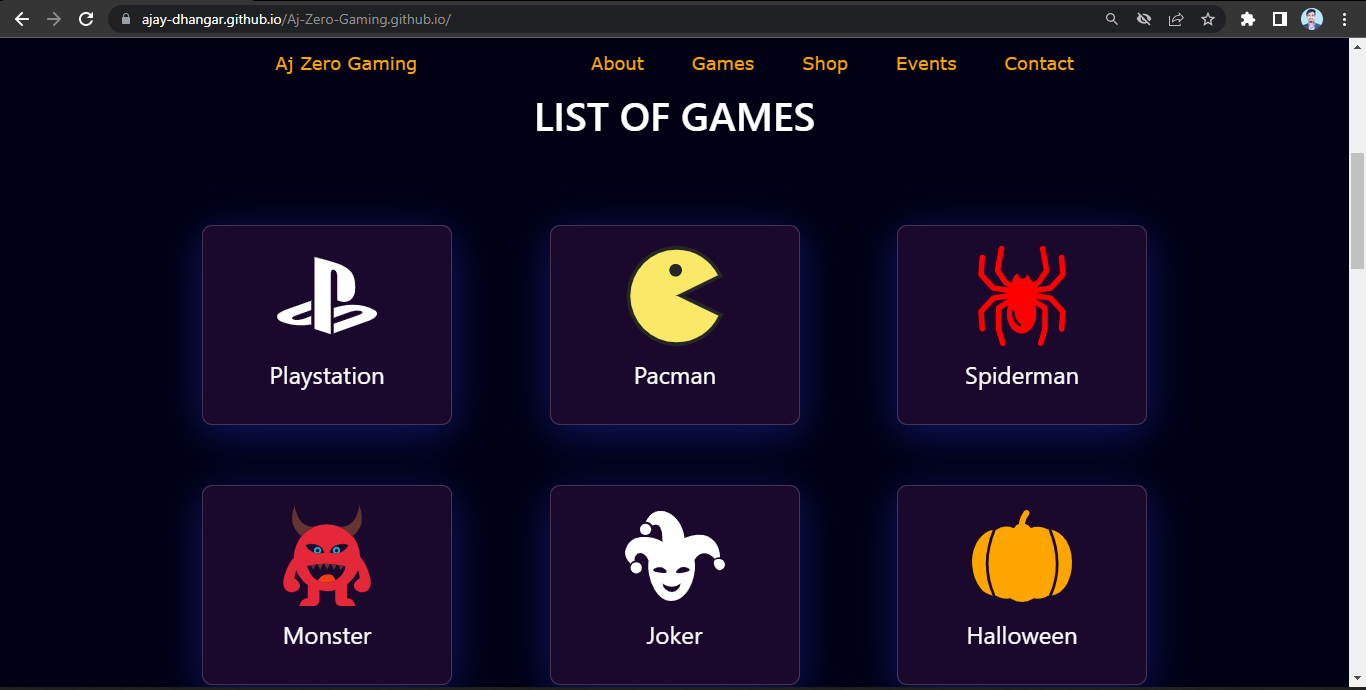 ajay-dhangar.github.io/Aj-Zero-Gaming.github.io/
Aj Zero Gaming About Games Shop Events Contact
LIST OF GAMES
Playstation Pacman Spiderman
Monster Joker Halloween